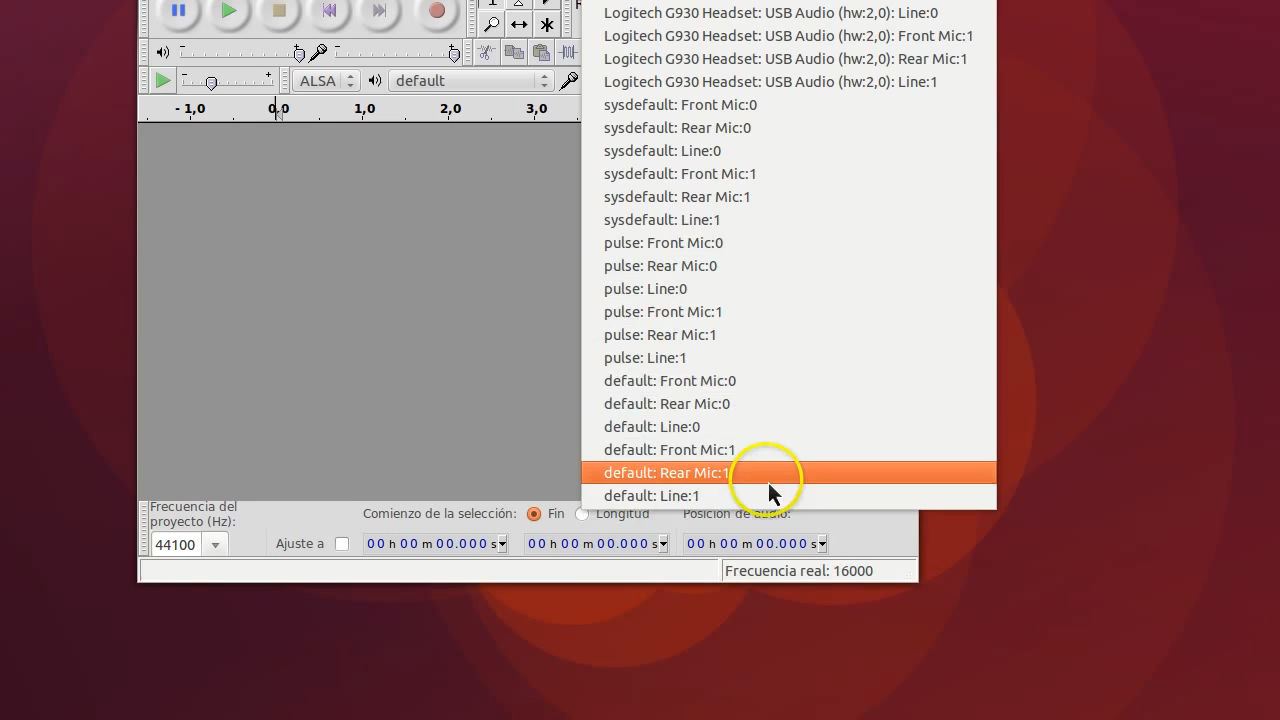 Logitech G930 Headset: USB Audio (hw:2,0): Line:0
Logitech G930 Headset: USB Audio (hw:2,0): Front Mic:1
Logitech G930 Headset: USB Audio (hw:2,0): Rear Mic:1
Logitech G930 Headset: USB Audio (hw:2,0): Line:1
ALSA
default
- 1,0
0,0
1,0
2,0
3,0
sysdefault: Front Mic:0
sysdefault: Rear Mic:0
sysdefault: Line:0
sysdefault: Front Mic:1
sysdefault: Rear Mic:1
sysdefault: Line:1
pulse: Front Mic:0
pulse: Rear Mic:0
pulse: Line:0
pulse: Front Mic:1
pulse: Rear Mic:1
pulse: Line:1
default: Front Mic:0
default: Rear Mic:0
default: Line:0
default: Front Mic:1
default: Rear Mic:1
default: Line:1
Frecuencia del
proyecto (Hz):
Comienzo de la selección:
Fin
Longitud
Posición de audio:
44100
Ajuste a
00 h 00 m 00.000 s
00 h 00 m 00.000 s
00 h 00 m 00.000 s
Frecuencia real: 16000